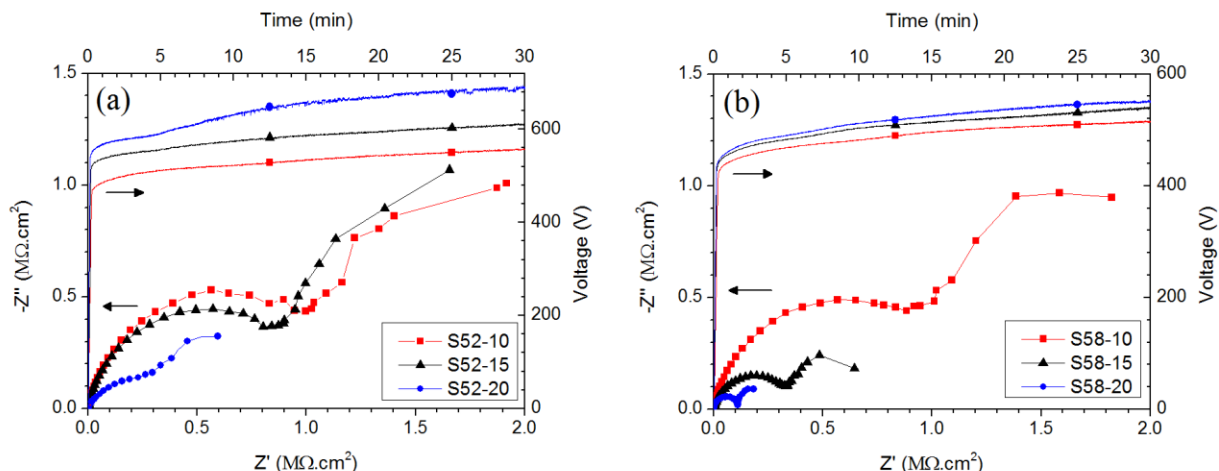 Time (min)
0 5 10 15 20 25 30
1.5
(a)
1.0
0.5
0.0
-Z'' (MΩ.cm²)
600
400
200
0
Voltage (V)
S52-10
S52-15
S52-20
0.0 0.5 1.0 1.5 2.0
Z' (MΩ.cm²)
Time (min)
0 5 10 15 20 25 30
1.5
(b)
1.0
0.5
0.0
-Z'' (MΩ.cm²)
600
400
200
0
Voltage (V)
S58-10
S58-15
S58-20
0.0 0.5 1.0 1.5 2.0
Z' (MΩ.cm²)